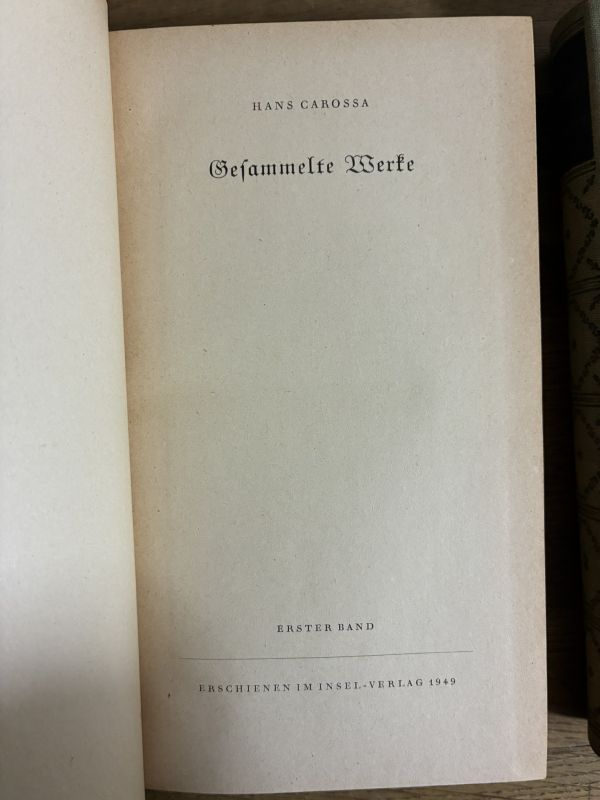 HANS CAROSSA
Geſammelte Werke
ERSTER BAND
ERSCHIENEN IM INSEL-VERLAG 1949